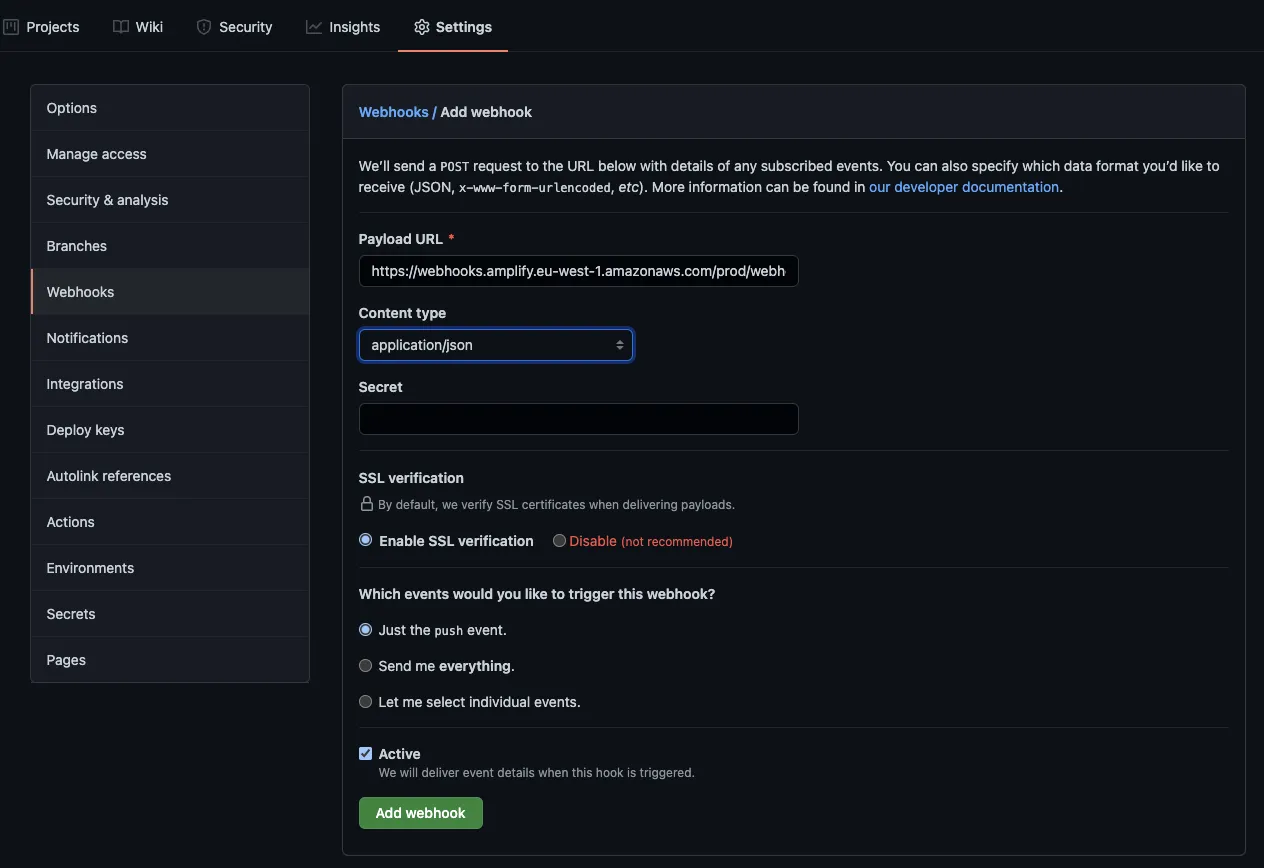 Projects Wiki Security Insights Settings
Options
Manage access
Security & analysis
Branches
Webhooks
Notifications
Integrations
Deploy keys
Autolink references
Actions
Environments
Secrets
Pages
Webhooks / Add webhook
We’ll send a POST request to the URL below with details of any subscribed events. You can also specify which data format you’d like to
receive (JSON, x-www-form-urlencoded, etc). More information can be found in our developer documentation.
Payload URL *
https://webhooks.amplify.eu-west-1.amazonaws.com/prod/webh
Content type
application/json
Secret
SSL verification
By default, we verify SSL certificates when delivering payloads.
Enable SSL verification Disable (not recommended)
Which events would you like to trigger this webhook?
Just the push event.
Send me everything.
Let me select individual events.
Active
We will deliver event details when this hook is triggered.
Add webhook